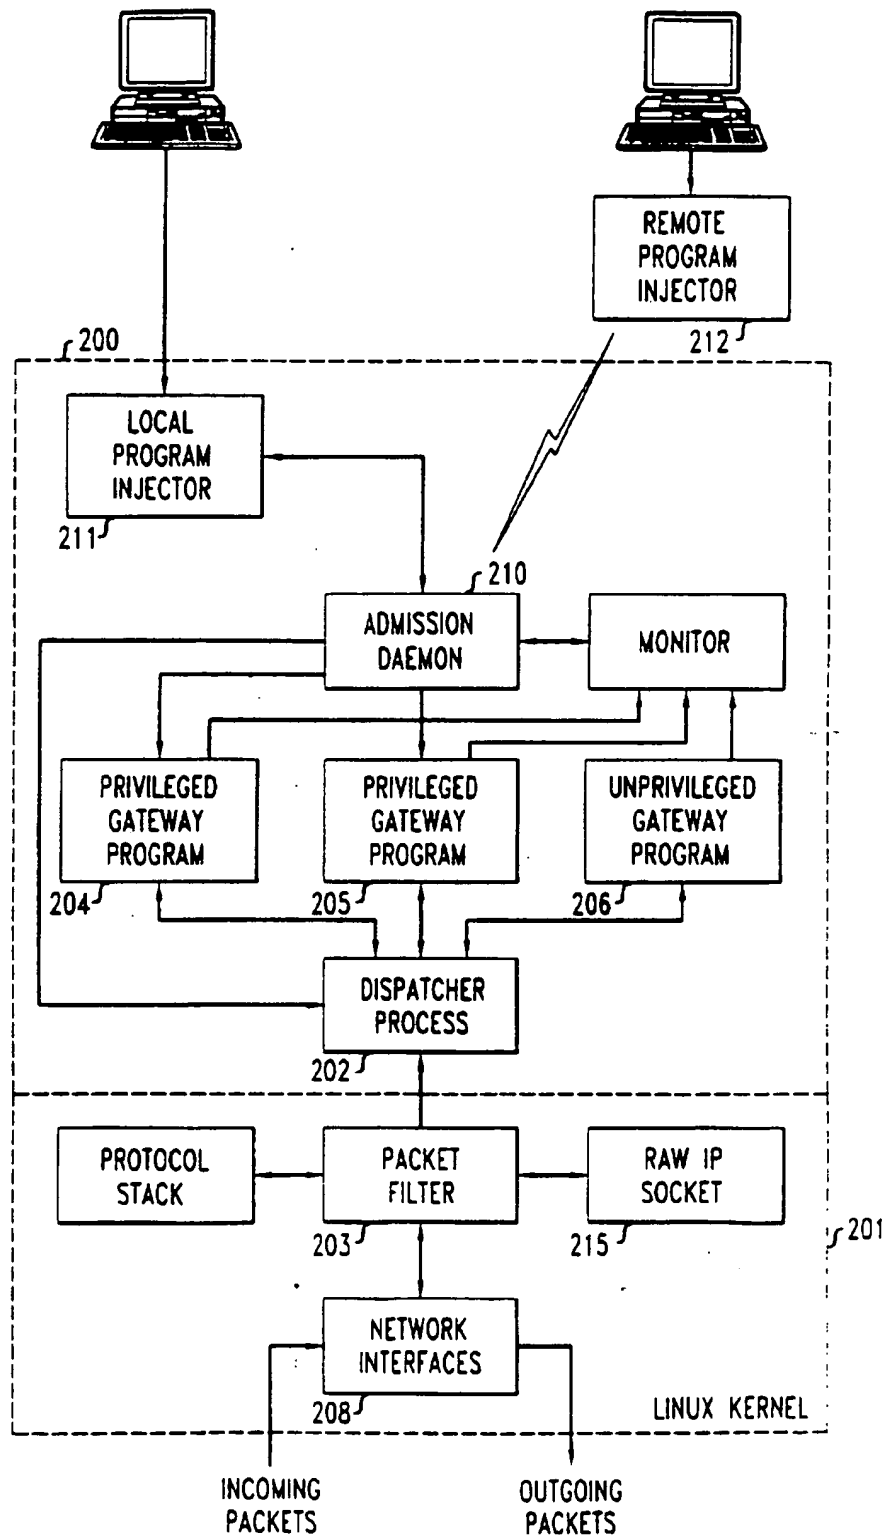 REMOTE
PROGRAM
INJECTOR
212
200
LOCAL
PROGRAM
INJECTOR
211
210
ADMISSION
DAEMON
MONITOR
PRIVILEGED
GATEWAY
PROGRAM
204
PRIVILEGED
GATEWAY
PROGRAM
205
UNPRIVILEGED
GATEWAY
PROGRAM
206
DISPATCHER
PROCESS
202
PROTOCOL
STACK
PACKET
FILTER
203
RAW IP
SOCKET
215
201
NETWORK
INTERFACES
208
LINUX KERNEL
INCOMING
PACKETS
OUTGOING
PACKETS